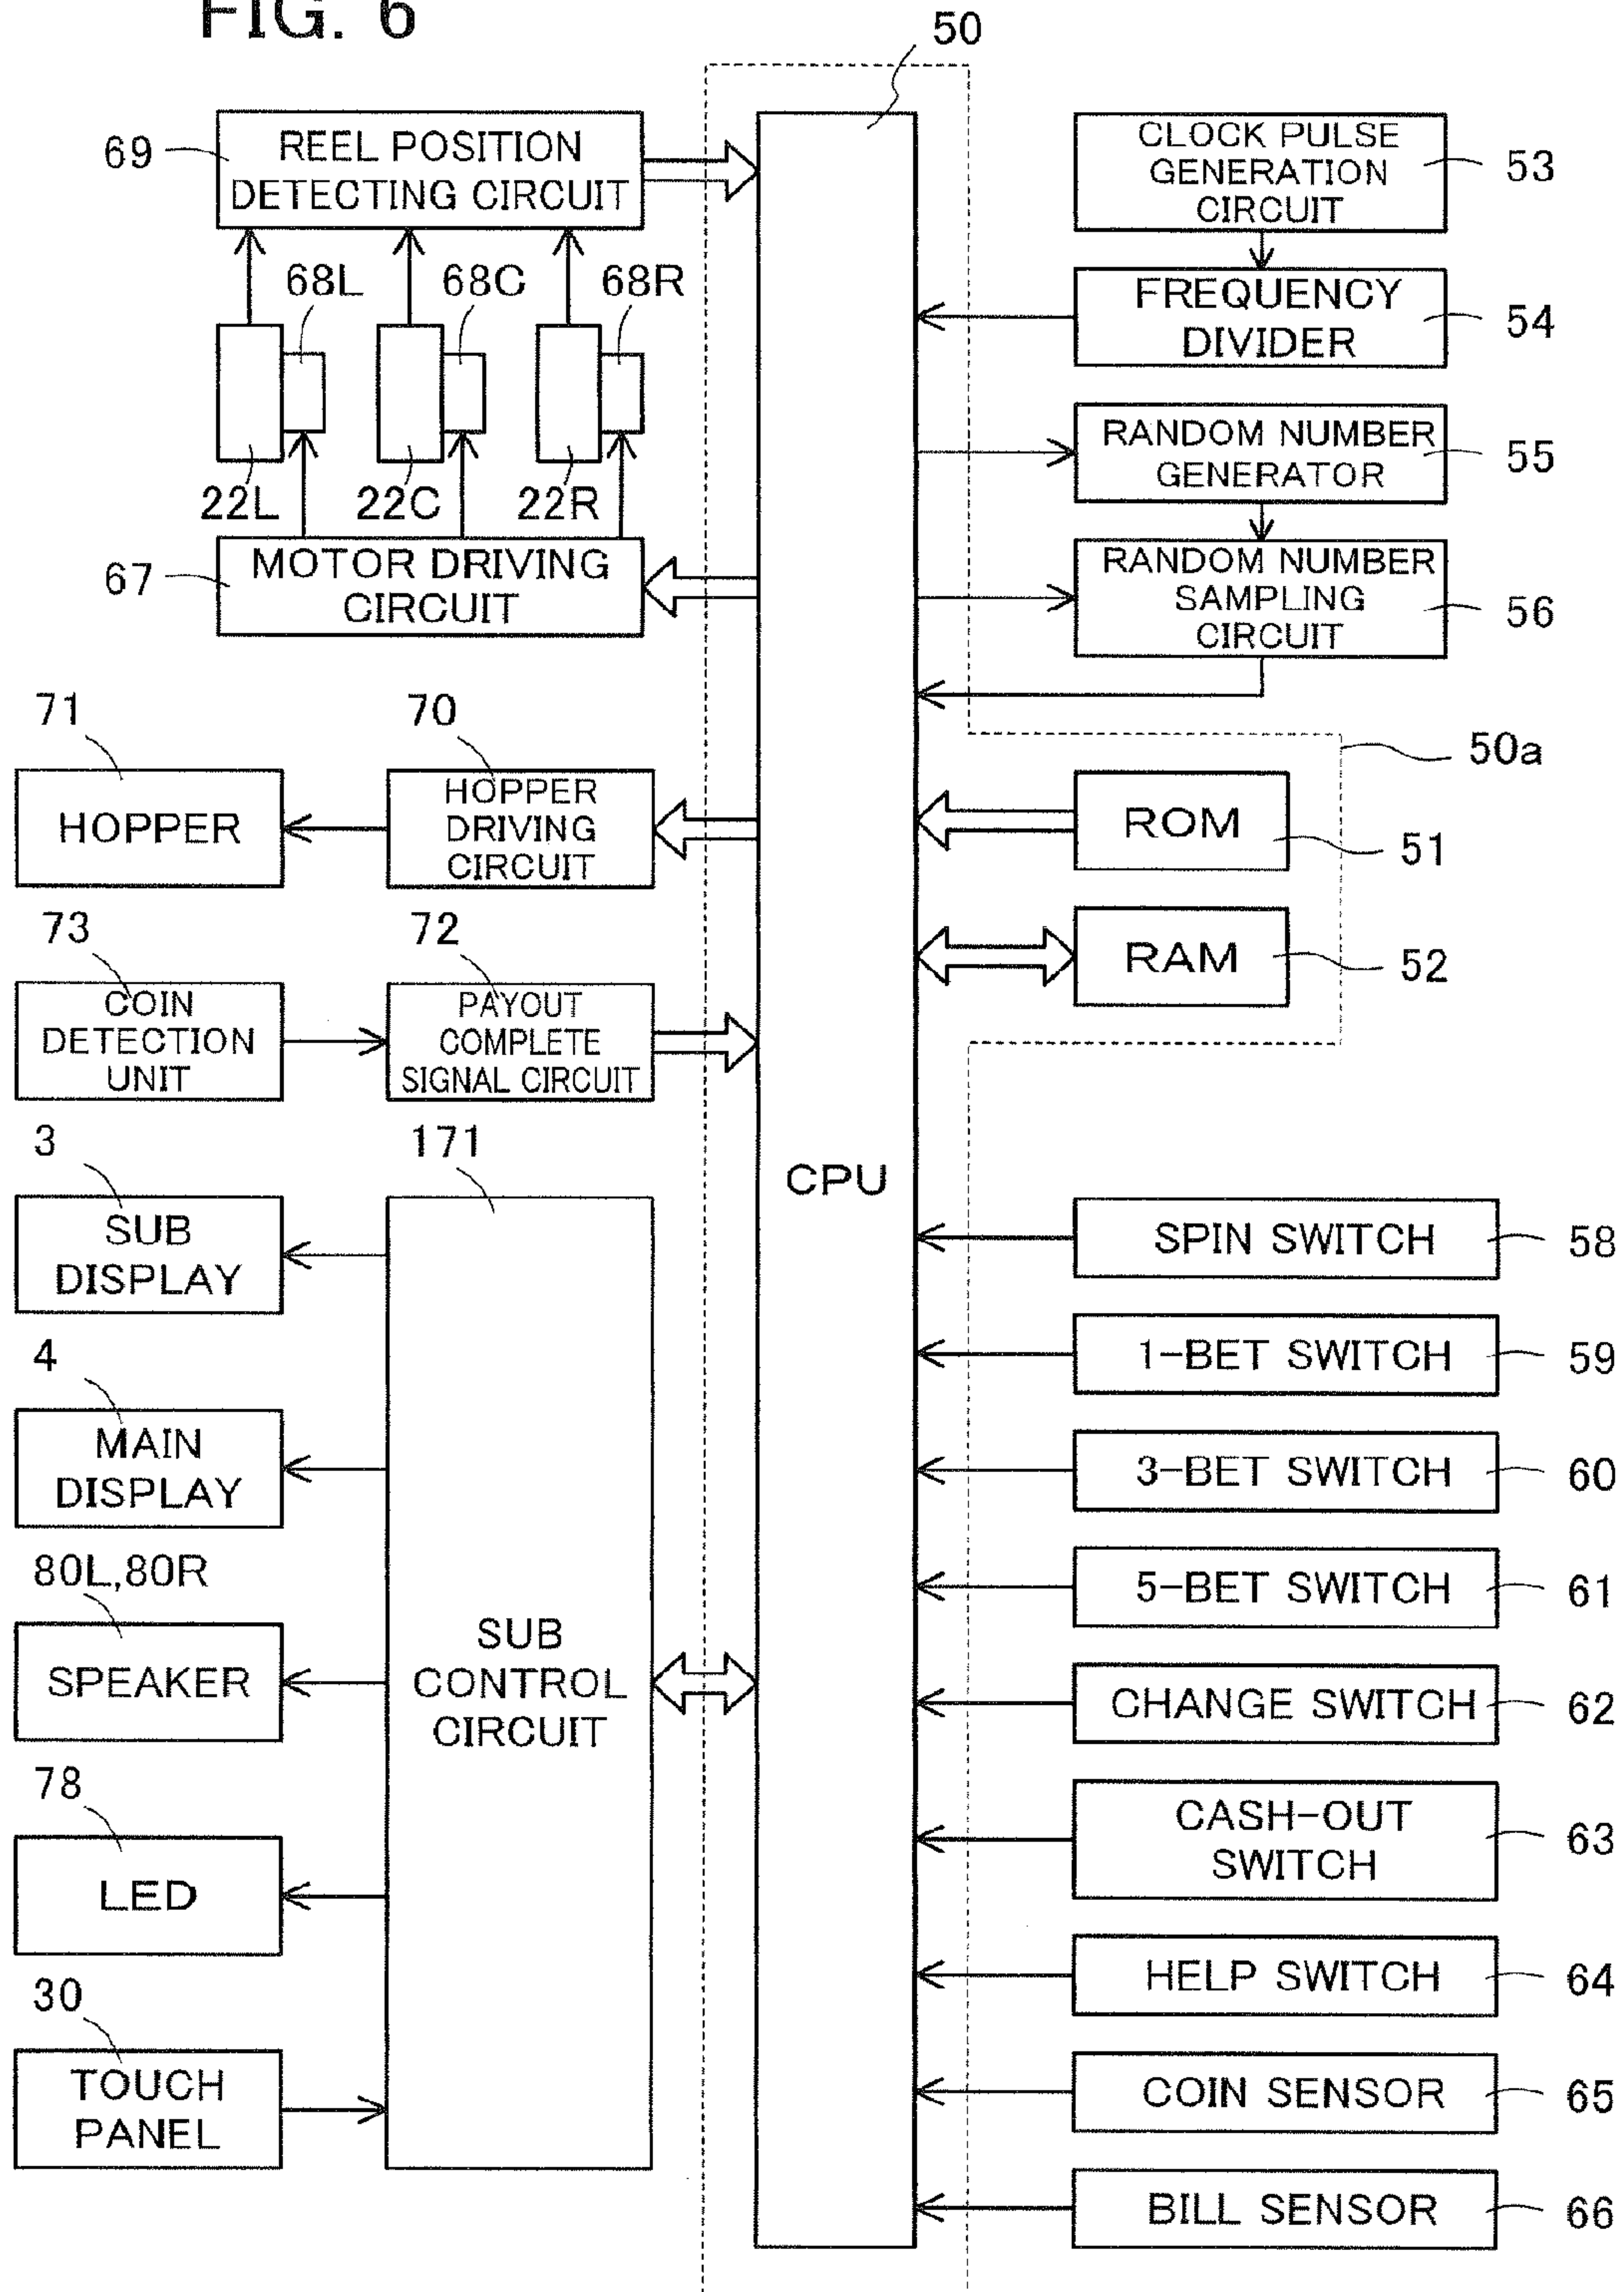 FIG. 6
50
69
REEL POSITION
DETECTING CIRCUIT
CLOCK PULSE
GENERATION
CIRCUIT
53
68L
68C
68R
FREQUENCY
DIVIDER
54
22L
22C
22R
RANDOM NUMBER
GENERATOR
55
67
MOTOR DRIVING
CIRCUIT
RANDOM NUMBER
SAMPLING
CIRCUIT
56
71
70
50a
HOPPER
HOPPER
DRIVING
CIRCUIT
ROM
51
73
72
COIN
DETECTION
UNIT
PAYOUT
COMPLETE
SIGNAL CIRCUIT
RAM
52
3
171
CPU
SUB
DISPLAY
SPIN SWITCH
58
4
1-BET SWITCH
59
MAIN
DISPLAY
3-BET SWITCH
60
80L,80R
5-BET SWITCH
61
SPEAKER
SUB
CONTROL
CIRCUIT
CHANGE SWITCH
62
78
CASH-OUT
SWITCH
63
LED
30
HELP SWITCH
64
TOUCH
PANEL
COIN SENSOR
65
BILL SENSOR
66